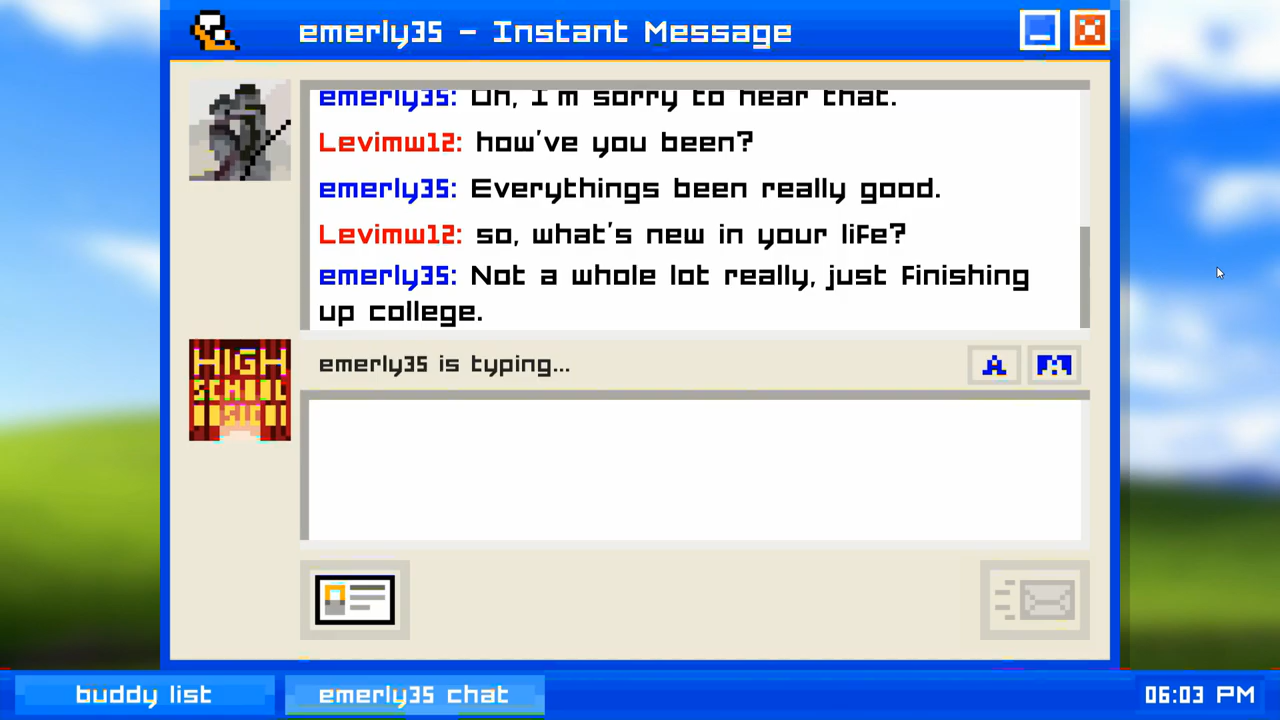 emerly35 - Instant Message
emerly35: Oh, I'm sorry to hear that.
Levimw12: how've you been?
emerly35: Everythings been really good.
Levimw12: so, what's new in your life?
emerly35: Not a whole lot really, just finishing
up college.
HIGH
SCHOOL
emerly35 is typing...
A
buddy list
emerly35 chat
06:03 PM